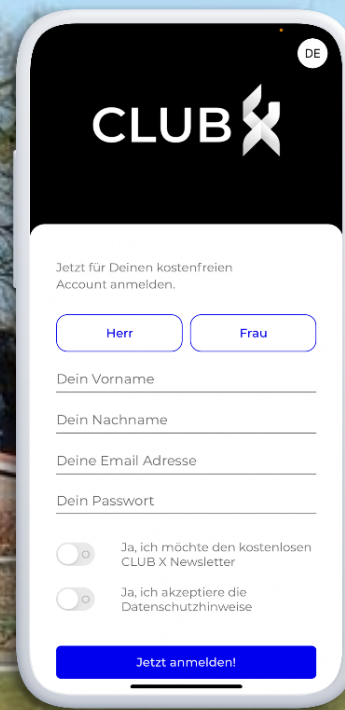 DE
CLUB X
Jetzt für Deinen kostenfreien
Account anmelden.
Herr Frau
Dein Vorname
Dein Nachname
Deine Email Adresse
Dein Passwort
Ja, ich möchte den kostenlosen
CLUB X Newsletter
Ja, ich akzeptiere die
Datenschutzhinweise
Jetzt anmelden!